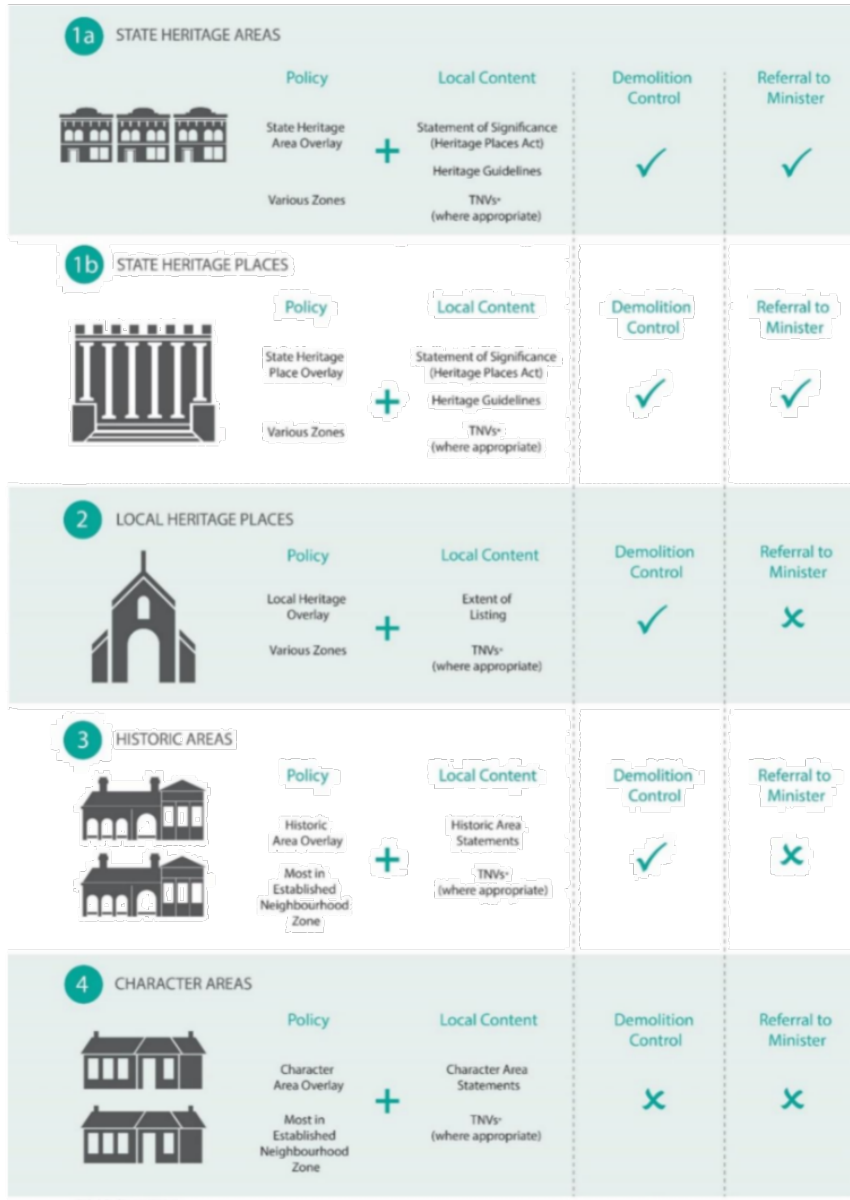 1a STATE HERITAGE AREAS
Policy
State Heritage
Area Overlay
Various Zones
+
Local Content
Statement of Significance
(Heritage Places Act)
Heritage Guidelines
TNVs*
(where appropriate)
Demolition
Control
✓
Referral to
Minister
✓
1b STATE HERITAGE PLACES
Policy
State Heritage
Place Overlay
Various Zones
+
Local Content
Statement of Significance
(Heritage Places Act)
Heritage Guidelines
TNVs*
(where appropriate)
Demolition
Control
✓
Referral to
Minister
✓
2 LOCAL HERITAGE PLACES
Policy
Local Heritage
Overlay
Various Zones
+
Local Content
Extent of
Listing
TNVs*
(where appropriate)
Demolition
Control
✓
Referral to
Minister
×
3 HISTORIC AREAS
Policy
Historic
Area Overlay
Most in
Established
Neighbourhood
Zone
+
Local Content
Historic Area
Statements
TNVs*
(where appropriate)
Demolition
Control
✓
Referral to
Minister
×
4 CHARACTER AREAS
Policy
Character
Area Overlay
Most in
Established
Neighbourhood
Zone
+
Local Content
Character Area
Statements
TNVs*
(where appropriate)
Demolition
Control
×
Referral to
Minister
×